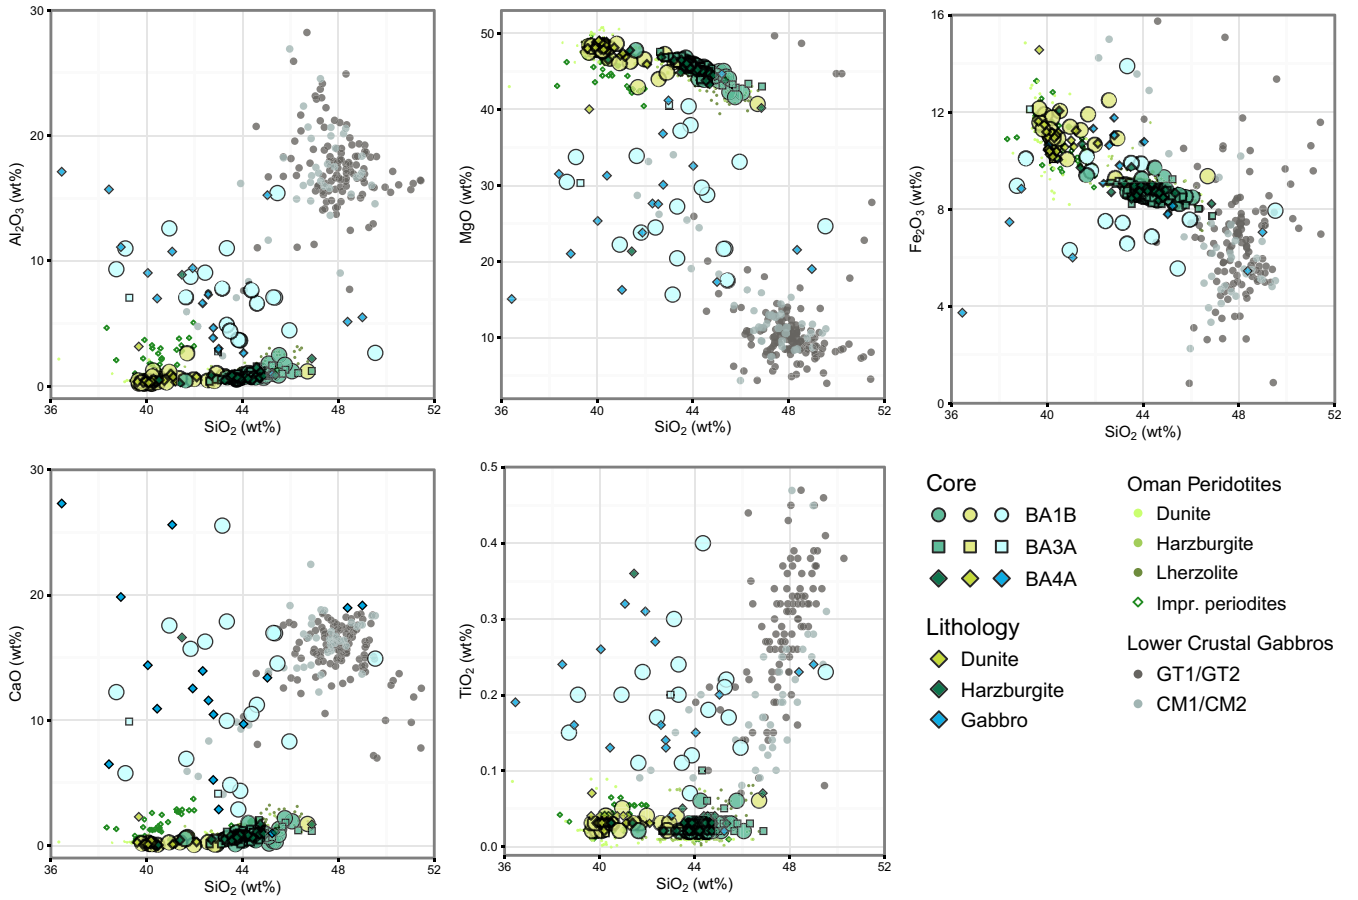 30
20
10
0
Al₂O₃ (wt%)
36
40
44
48
52
SiO₂ (wt%)
50
40
30
20
10
MgO (wt%)
36
40
44
48
52
SiO₂ (wt%)
16
12
8
4
0
Fe₂O₃ (wt%)
36
40
44
48
52
SiO₂ (wt%)
30
20
10
0
CaO (wt%)
36
40
44
48
52
SiO₂ (wt%)
0.5
0.4
0.3
0.2
0.1
0.0
TiO₂ (wt%)
36
40
44
48
52
SiO₂ (wt%)
Core
BA1B
BA3A
BA4A
Lithology
Dunite
Harzburgite
Gabbro
Oman Peridotites
Dunite
Harzburgite
Lherzolite
Impr. periodites
Lower Crustal Gabbros
GT1/GT2
CM1/CM2